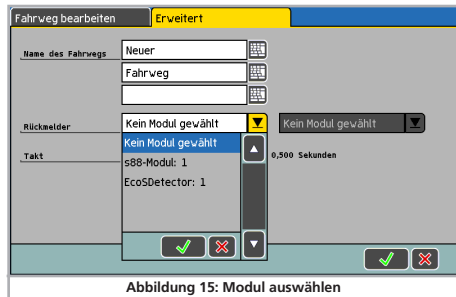 Fahrweg bearbeiten
Erweitert
Name des Fahrwegs
Neuer
Fahrweg
Rückmelder
Kein Modul gewählt
Kein Modul gewählt
Kein Modul gewählt
s88-Modul: 1
EcoSDetector: 1
Takt
0,500 Sekunden
Abbildung 15: Modul auswählen